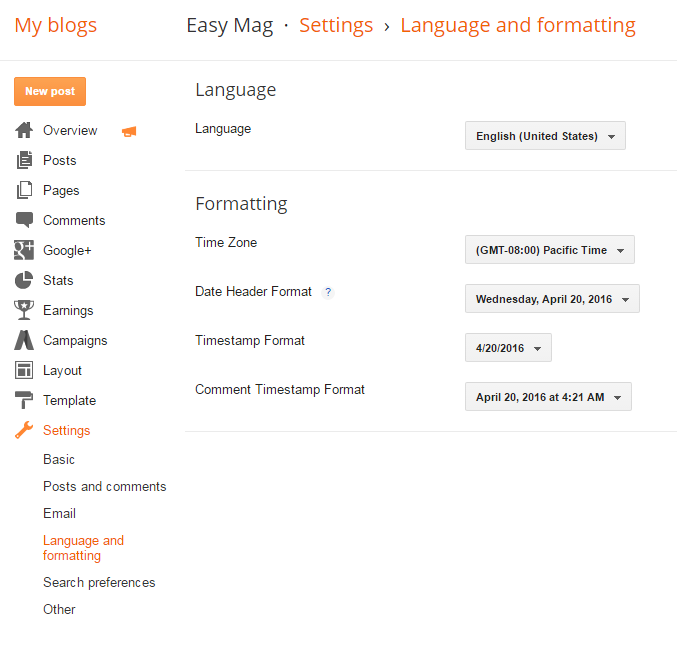 My blogs
Easy Mag · Settings › Language and formatting
New post
Overview
Posts
Pages
Comments
Google+
Stats
Earnings
Campaigns
Layout
Template
Settings
Basic
Posts and comments
Email
Language and
formatting
Search preferences
Other
Language
Language English (United States)
Formatting
Time Zone (GMT-08:00) Pacific Time
Date Header Format ? Wednesday, April 20, 2016
Timestamp Format 4/20/2016
Comment Timestamp Format April 20, 2016 at 4:21 AM